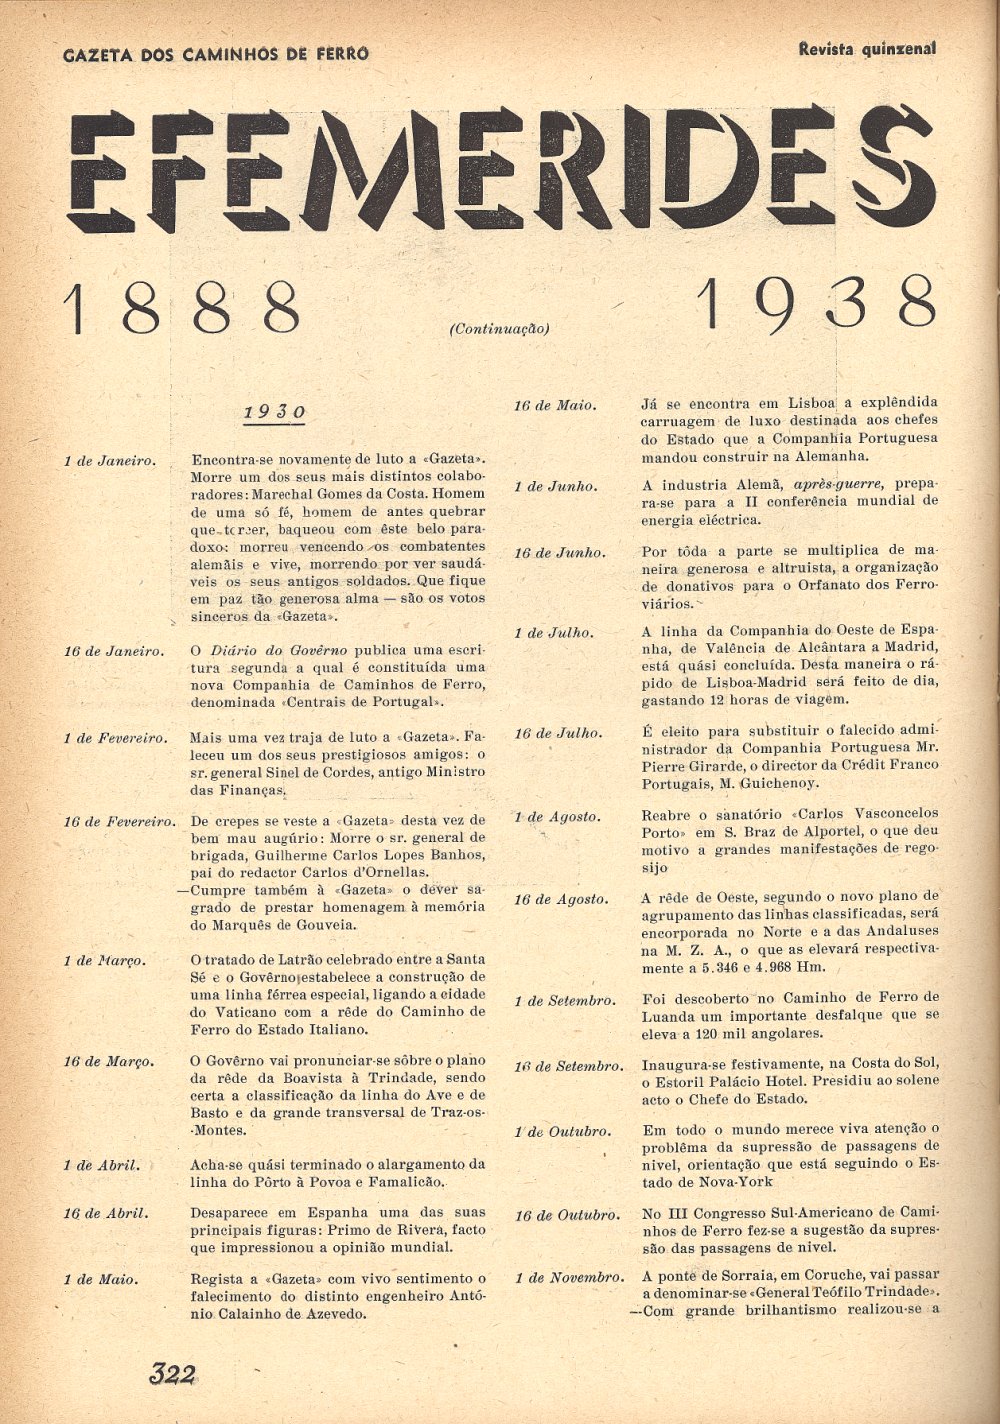 GAZETA DOS CAMINHOS DE FERRO
Revista quinzenal
EFEMERIDES
1888
1938
(Continuação)
1930
1 de Janeiro.
Encontra-se novamente de luto a «Gazeta».
Morre um dos seus mais distintos colabo-
radores: Marechal Gomes da Costa. Homem
de uma só fé, homem de antes quebrar
que torcer, baqueou com êste belo para-
doxo: morreu vencendo os combatentes
alemãis e vive, morrendo por ver saudá-
veis os seus antigos soldados. Que fique
em paz tão generosa alma — são os votos
sinceros da «Gazeta».
16 de Janeiro.
O Diário do Govêrno publica uma escri-
tura segunda a qual é constituída uma
nova Companhia de Caminhos de Ferro,
denominada «Centrais de Portugal».
1 de Fevereiro.
Mais uma vez traja de luto a «Gazeta». Fa-
leceu um dos seus prestigiosos amigos: o
sr. general Sinel de Cordes, antigo Ministro
das Finanças.
16 de Fevereiro.
De crepes se veste a «Gazeta» desta vez de
bem mau augúrio: Morre o sr. general de
brigada, Guilherme Carlos Lopes Banhos,
pai do redactor Carlos d'Ornellas.
—Cumpre também à «Gazeta» o dever sa-
grado de prestar homenagem à memória
do Marquês de Gouveia.
1 de Março.
O tratado de Latrão celebrado entre a Santa
Sé e o Govêrno estabelece a construção de
uma linha férrea especial, ligando a cidade
do Vaticano com a rêde do Caminho de
Ferro do Estado Italiano.
16 de Março.
O Govêrno vai pronunciar-se sôbre o plano
da rêde da Boavista à Trindade, sendo
certa a classificação da linha do Ave e de
Basto e da grande transversal de Traz-os-
-Montes.
1 de Abril.
Acha-se quási terminado o alargamento da
linha do Pôrto à Povoa e Famalicão.
16 de Abril.
Desaparece em Espanha uma das suas
principais figuras: Primo de Rivera, facto
que impressionou a opinião mundial.
1 de Maio.
Regista a «Gazeta» com vivo sentimento o
falecimento do distinto engenheiro Antó-
nio Calainho de Azevedo.
16 de Maio.
Já se encontra em Lisboa a explêndida
carruagem de luxo destinada aos chefes
do Estado que a Companhia Portuguesa
mandou construir na Alemanha.
1 de Junho.
A industria Alemã, après-guerre, prepa-
ra-se para a II conferência mundial de
energia eléctrica.
16 de Junho.
Por tôda a parte se multiplica de ma-
neira generosa e altruista, a organização
de donativos para o Orfanato dos Ferro-
viários.
1 de Julho.
A linha da Companhia do Oeste de Espa-
nha, de Valência de Alcântara a Madrid,
está quási concluída. Desta maneira o rá-
pido de Lisboa-Madrid será feito de dia,
gastando 12 horas de viagem.
16 de Julho.
É eleito para substituir o falecido admi-
nistrador da Companhia Portuguesa Mr.
Pierre Girarde, o director da Crédit Franco
Portugais, M. Guichenoy.
1 de Agosto.
Reabre o sanatório «Carlos Vasconcelos
Porto» em S. Braz de Alportel, o que deu
motivo a grandes manifestações de rego-
sijo
16 de Agosto.
A rêde de Oeste, segundo o novo plano de
agrupamento das linhas classificadas, será
encorporada no Norte e a das Andaluses
na M. Z. A., o que as elevará respectiva-
mente a 5.346 e 4.968 Hm.
1 de Setembro.
Foi descoberto no Caminho de Ferro de
Luanda um importante desfalque que se
eleva a 120 mil angolares.
16 de Setembro.
Inaugura-se festivamente, na Costa do Sol,
o Estoril Palácio Hotel. Presidiu ao solene
acto o Chefe do Estado.
1 de Outubro.
Em todo o mundo merece viva atenção o
problêma da supressão de passagens de
nivel, orientação que está seguindo o Es-
tado de Nova-York
16 de Outubro.
No III Congresso Sul-Americano de Cami-
nhos de Ferro fez-se a sugestão da supres-
são das passagens de nivel.
1 de Novembro.
A ponte de Sorraia, em Coruche, vai passar
a denominar-se «General Teófilo Trindade».
—Com grande brilhantismo realizou-se a
322